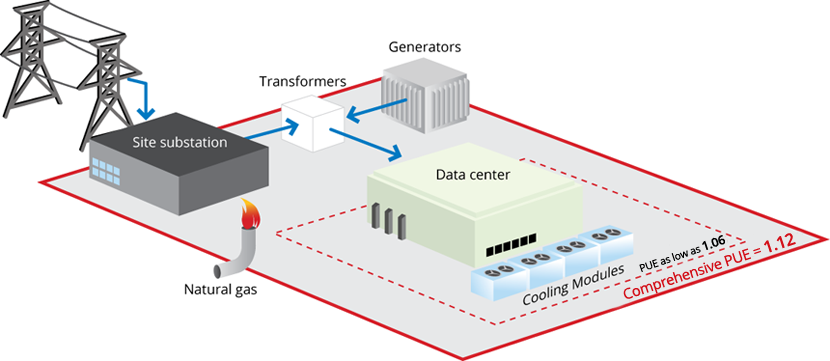 Generators
Transformers
Site substation
Data center
PUE as low as 1.06
Comprehensive PUE = 1.12
Cooling Modules
Natural gas